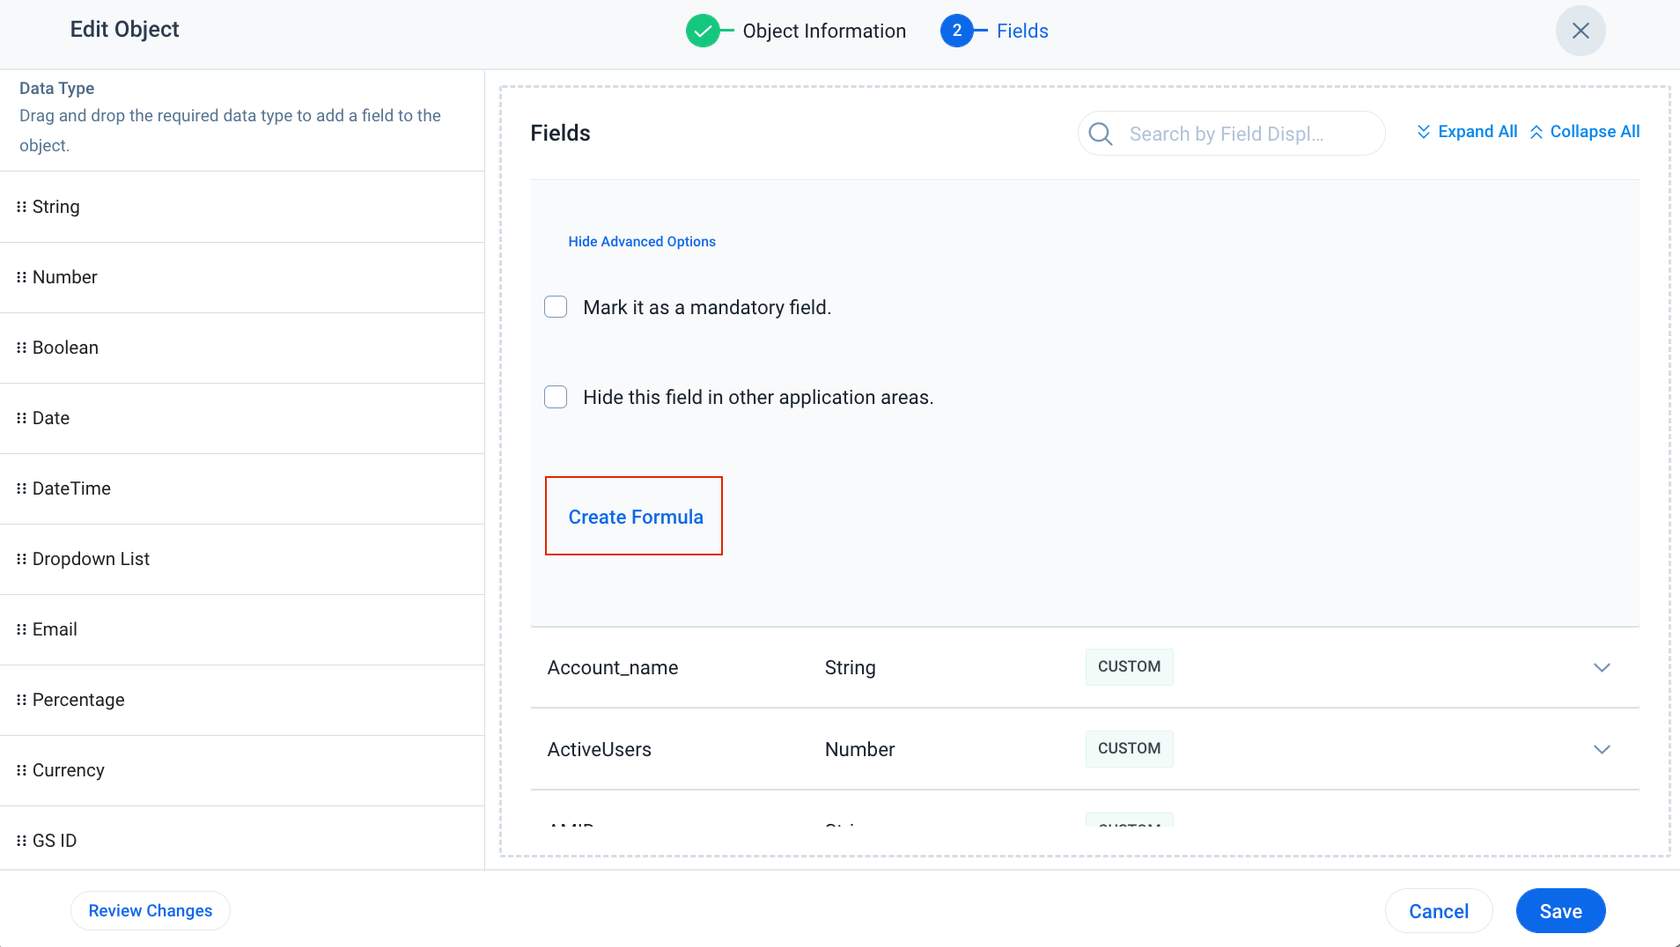 Edit Object
Object Information
2
Fields
Data Type
Drag and drop the required data type to add a field to the
object.
String
Number
Boolean
Date
DateTime
Dropdown List
Email
Percentage
Currency
GS ID
Fields
Search by Field Displ...
Expand All
Collapse All
Hide Advanced Options
Mark it as a mandatory field.
Hide this field in other application areas.
Create Formula
Account_name String CUSTOM
ActiveUsers Number CUSTOM
Review Changes
Cancel
Save